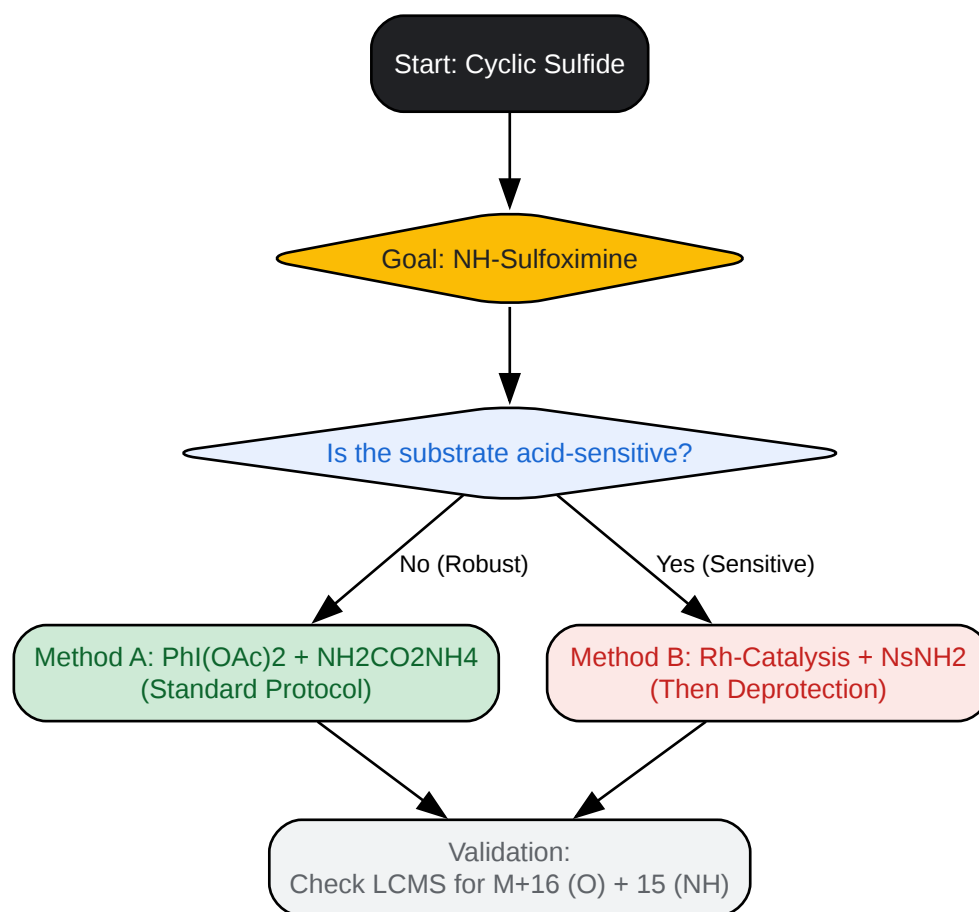 Start: Cyclic Sulfide
Goal: NH-Sulfoximine
Is the substrate acid-sensitive?
No (Robust)
Yes (Sensitive)
Method A: PhI(OAc)2 + NH2CO2NH4
(Standard Protocol)
Method B: Rh-Catalysis + NsNH2
(Then Deprotection)
Validation:
Check LCMS for M+16 (O) + 15 (NH)